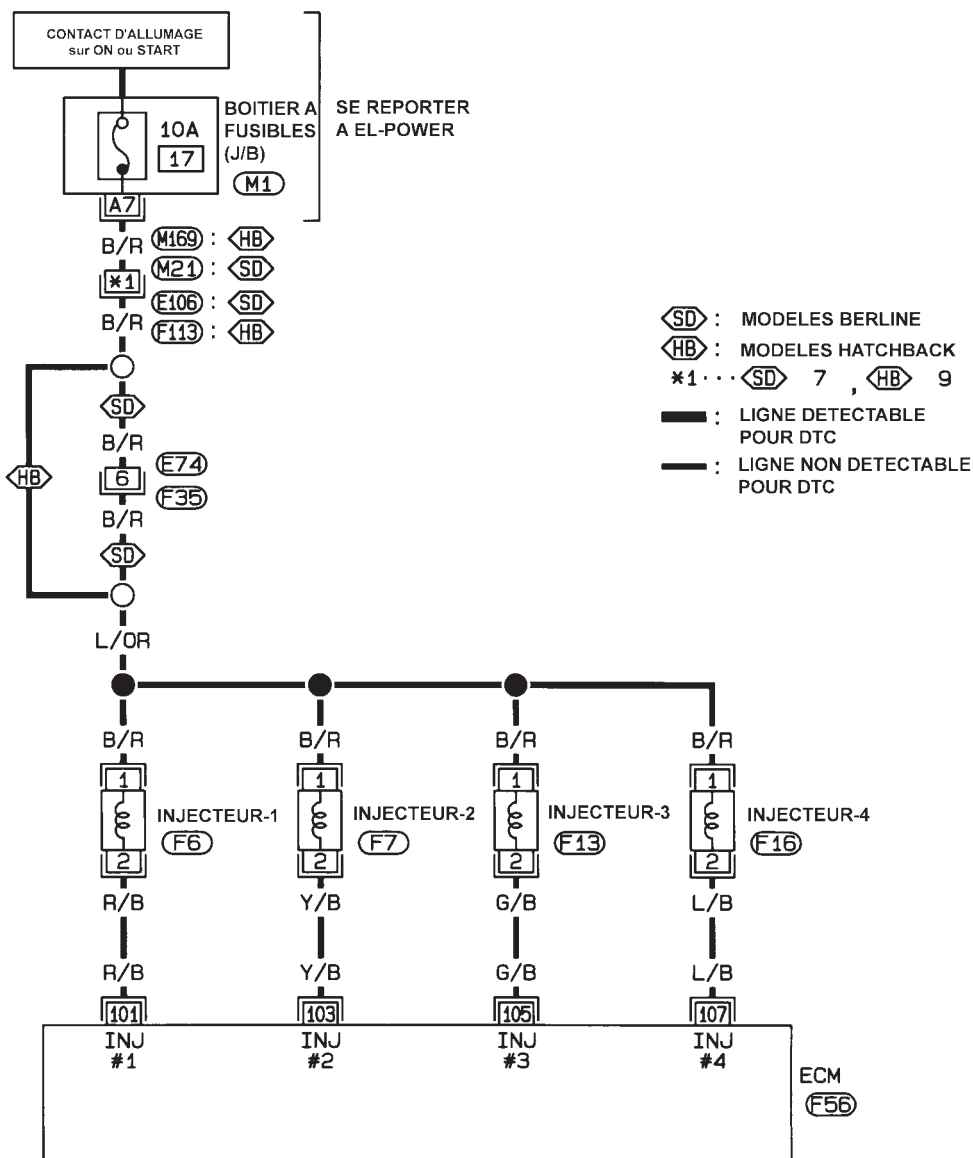 CONTACT D'ALLUMAGE
sur ON ou START
BOITIER A
FUSIBLES
(J/B)
M1
10A
17
SE REPORTER
A EL-POWER
A7
B/R
M169 : HB
M21 : SD
*1
E106 : SD
B/R
F113 : HB
SD : MODELES BERLINE
HB : MODELES HATCHBACK
*1 ··· SD 7 , HB 9
: LIGNE DETECTABLE
POUR DTC
: LIGNE NON DETECTABLE
POUR DTC
SD
B/R
HB
6
E74
F35
B/R
SD
L/OR
B/R B/R B/R B/R
1 1 1 1
INJECTEUR-1 INJECTEUR-2 INJECTEUR-3 INJECTEUR-4
F6 F7 F13 F16
2 2 2 2
R/B Y/B G/B L/B
R/B Y/B G/B L/B
101 103 105 107
INJ INJ INJ INJ
#1 #2 #3 #4
ECM
F56